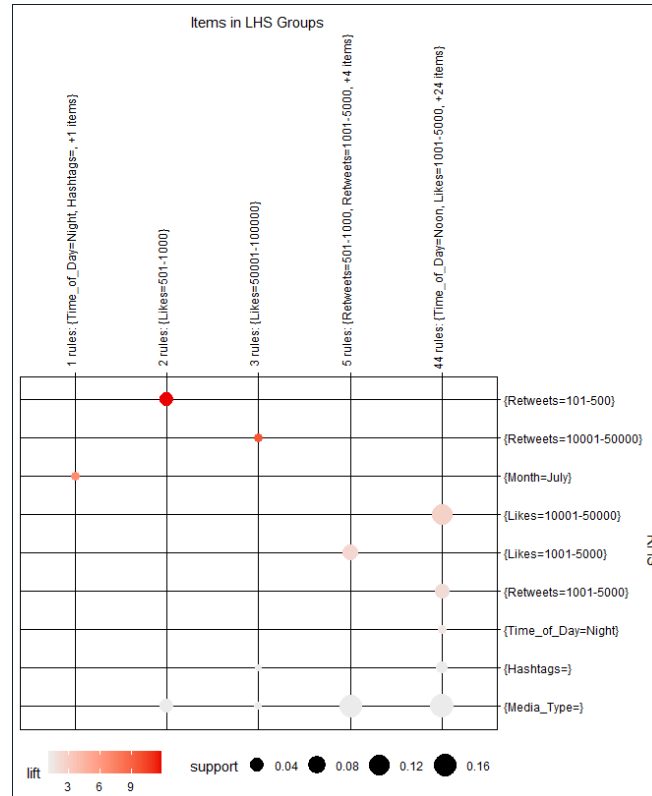 Items in LHS Groups
1 rules: {Time_of_Day=Night, Hashtags=, +1 items}
2 rules: {Likes=501-1000}
3 rules: {Likes=50001-100000}
5 rules: {Retweets=501-1000, Retweets=1001-5000, +4 items}
44 rules: {Time_of_Day=Noon, Likes=1001-5000, +24 items}
{Retweets=101-500}
{Retweets=10001-50000}
{Month=July}
{Likes=10001-50000}
{Likes=1001-5000}
{Retweets=1001-5000}
{Time_of_Day=Night}
{Hashtags=}
{Media_Type=}
lift
3 6 9
support 0.04 0.08 0.12 0.16